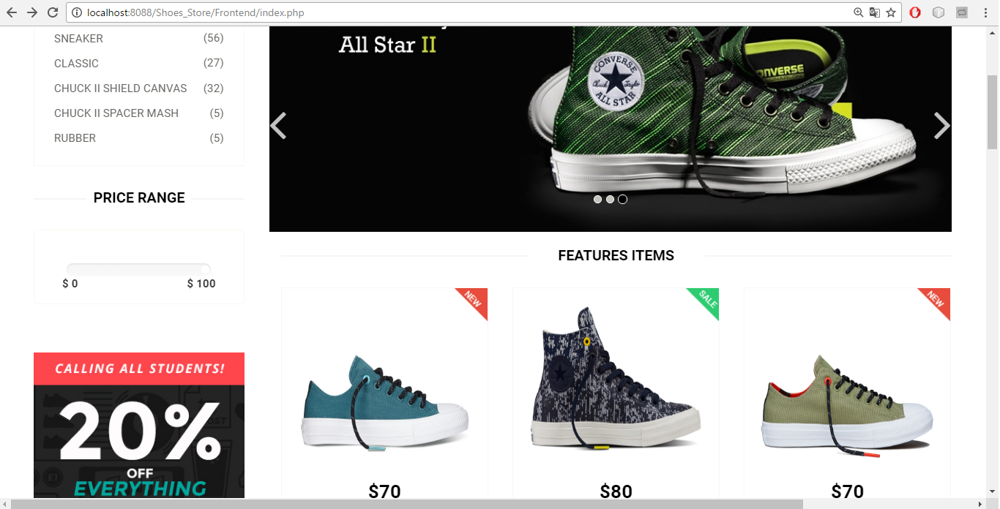 localhost:8088/Shoes_Store/Frontend/index.php
SNEAKER (56)
CLASSIC (27)
CHUCK II SHIELD CANVAS (32)
CHUCK II SPACER MASH (5)
RUBBER (5)
PRICE RANGE
$ 0 $ 100
CALLING ALL STUDENTS!
20%
OFF
EVERYTHING
All Star II
CONVERSE
Chuck Taylor
ALL STAR
FEATURES ITEMS
NEW
SALE
NEW
$70
$80
$70